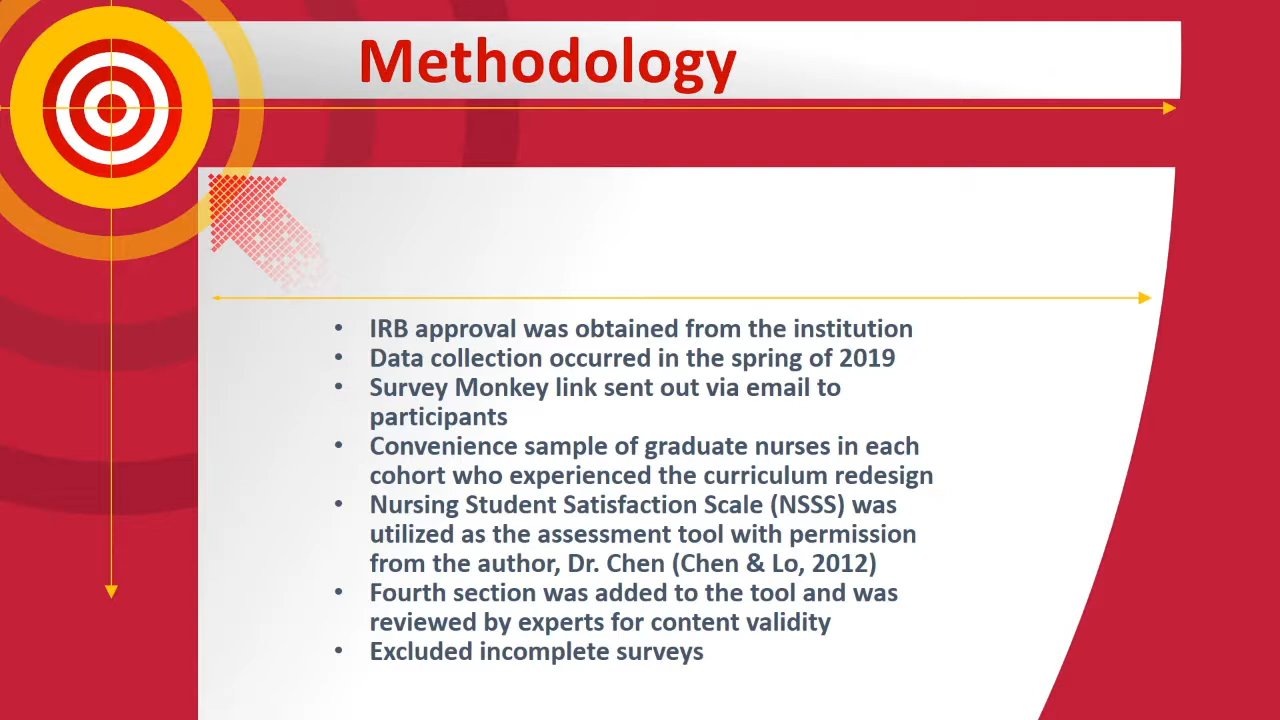 Methodology
• IRB approval was obtained from the institution
• Data collection occurred in the spring of 2019
• Survey Monkey link sent out via email to
participants
• Convenience sample of graduate nurses in each
cohort who experienced the curriculum redesign
• Nursing Student Satisfaction Scale (NSSS) was
utilized as the assessment tool with permission
from the author, Dr. Chen (Chen & Lo, 2012)
• Fourth section was added to the tool and was
reviewed by experts for content validity
• Excluded incomplete surveys